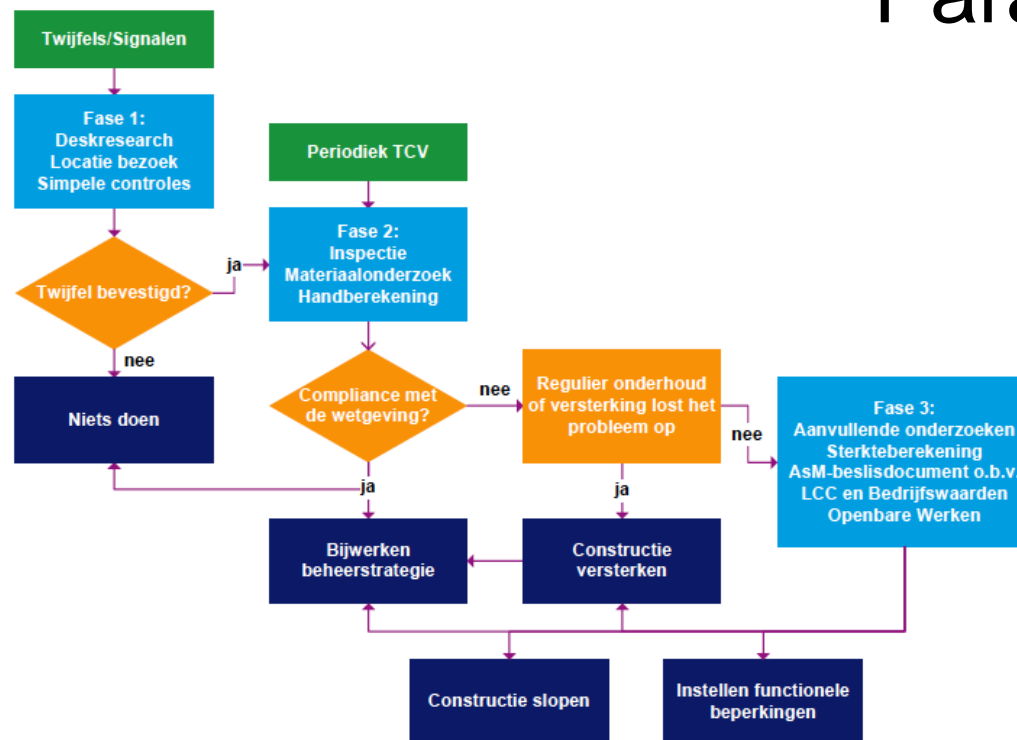 Para
Twijfels/Signalen
Fase 1:
Deskresearch
Locatie bezoek
Simpele controles
Periodiek TCV
Fase 2:
Inspectie
Materiaalonderzoek
Handberekening
ja
Twijfel bevestigd?
nee
Niets doen
Compliance met
de wetgeving?
nee
Regulier onderhoud
of versterking lost het
probleem op
nee
Fase 3:
Aanvullende onderzoeken
Sterkteberekening
AsM-beslisdocument o.b.v.
LCC en Bedrijfswaarden
Openbare Werken
ja
ja
Bijwerken
beheerstrategie
Constructie
versterken
Constructie slopen
Instellen functionele
beperkingen